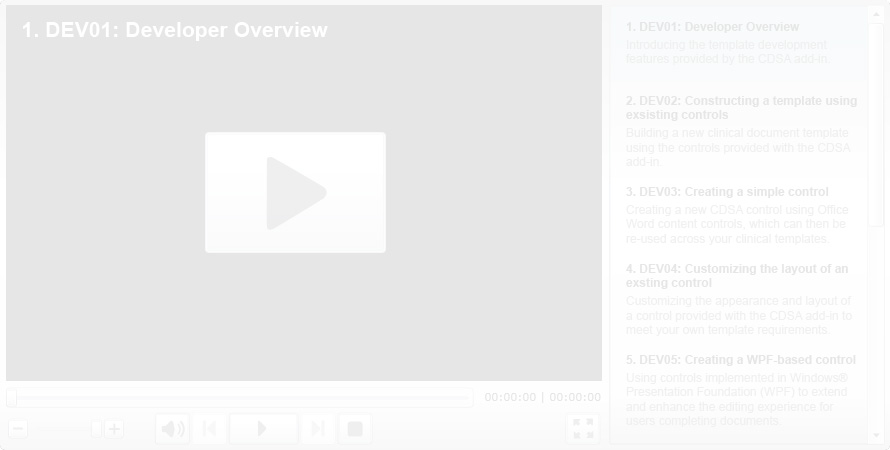 1. DEV01: Developer Overview
00:00:00 | 00:00:00
1. DEV01: Developer Overview
Introducing the template development
features provided by the CDSA add-in.
2. DEV02: Constructing a template using
exsisting controls
Building a new clinical document template
using the controls provided with the CDSA
add-in.
3. DEV03: Creating a simple control
Creating a new CDSA control using Office
Word content controls, which can then be
re-used across your clinical templates.
4. DEV04: Customizing the layout of an
exsting control
Customizing the appearance and layout of
a control provided with the CDSA add-in to
meet your own template requirements.
5. DEV05: Creating a WPF-based control
Using controls implemented in Windows®
Presentation Foundation (WPF) to extend
and enhance the editing experience for
users completing documents.